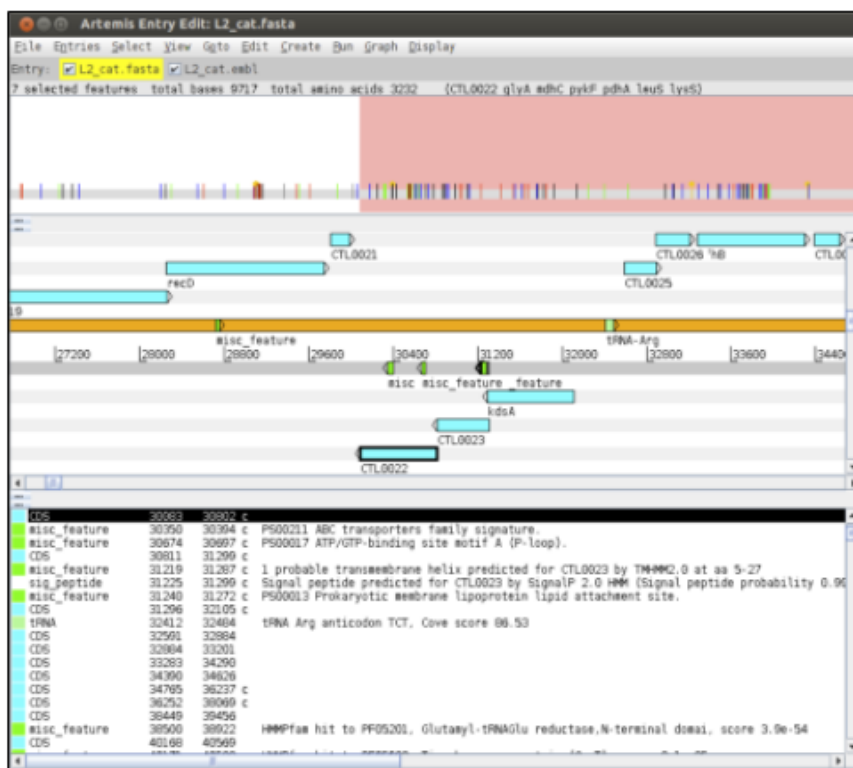 Artemis Entry Edit: L2_cat.fasta
File Entries Select View Goto Edit Create Run Graph Display
Entry: L2_cat.fasta L2_cat.embl
7 selected features total bases 9717 total amino acids 3232 (CTL0022 glyA mdhC pykF pdhA leuS lysS)
CTL0021 CTL0026 'hB CTL00
recD CTL0025
19
misc_feature tRNA-Arg
27200 28000 28800 29600 30400 31200 32000 32800 33600 34400
misc misc_feature _feature
kdsA
CTL0023
CTL0022
CDS 30083 30802 c
misc_feature 30350 30394 c PS00211 ABC transporters family signature.
misc_feature 30674 30697 c PS00017 ATP/GTP-binding site motif A (P-loop).
CDS 30811 31299 c
misc_feature 31219 31287 c 1 probable transmembrane helix predicted for CTL0023 by TMHMM2.0 at aa 5-27
sig_peptide 31225 31299 c Signal peptide predicted for CTL0023 by SignalP 2.0 HMM (Signal peptide probability 0.99
misc_feature 31240 31272 c PS00013 Prokaryotic membrane lipoprotein lipid attachment site.
CDS 31296 32105 c
tRNA 32412 32484 tRNA Arg anticodon TCT, Cove score 86.53
CDS 32591 32884
CDS 32884 33201
CDS 33283 34290
CDS 34390 34626
CDS 34765 36237 c
CDS 36252 38069 c
CDS 38449 39456
misc_feature 38500 38922 HMMPfam hit to PF05201, Glutamyl-tRNAGlu reductase,N-terminal domai, score 3.9e-54
CDS 40168 40569